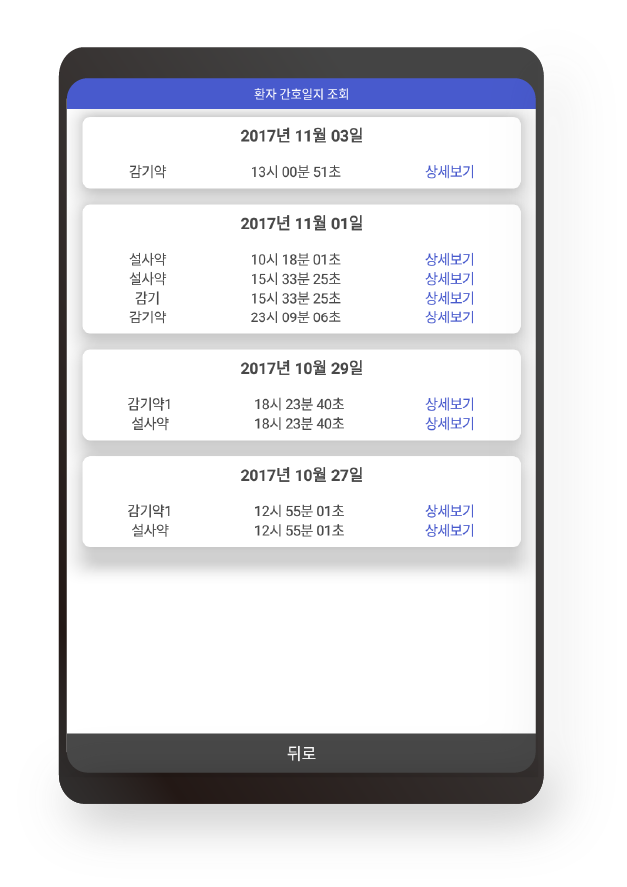 환자 간호일지 조회
2017년 11월 03일
감기약 13시 00분 51초 상세보기
2017년 11월 01일
설사약 10시 18분 01초 상세보기
설사약 15시 33분 25초 상세보기
감기 15시 33분 25초 상세보기
감기약 23시 09분 06초 상세보기
2017년 10월 29일
감기약1 18시 23분 40초 상세보기
설사약 18시 23분 40초 상세보기
2017년 10월 27일
감기약1 12시 55분 01초 상세보기
설사약 12시 55분 01초 상세보기
뒤로